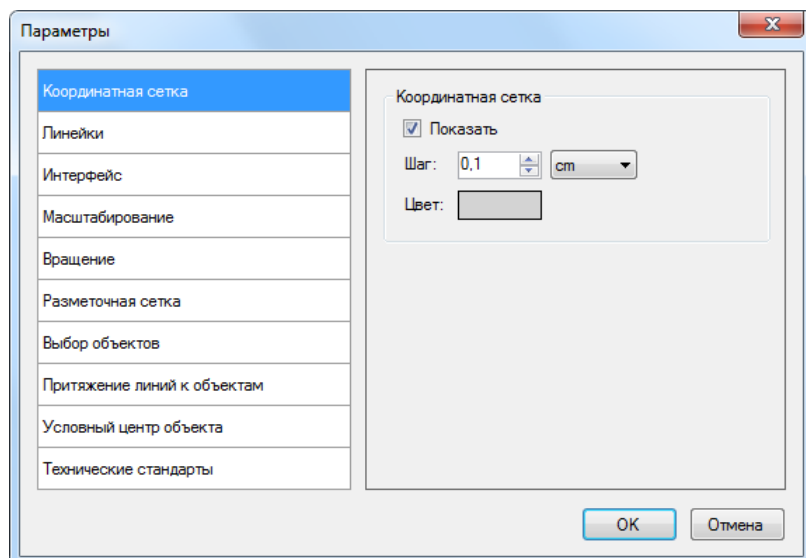 Параметры
Координатная сетка
Линейки
Интерфейс
Масштабирование
Вращение
Разметочная сетка
Выбор объектов
Притяжение линий к объектам
Условный центр объекта
Технические стандарты
Координатная сетка
Показать
Шаг: 0,1 cm
Цвет:
OK Отмена